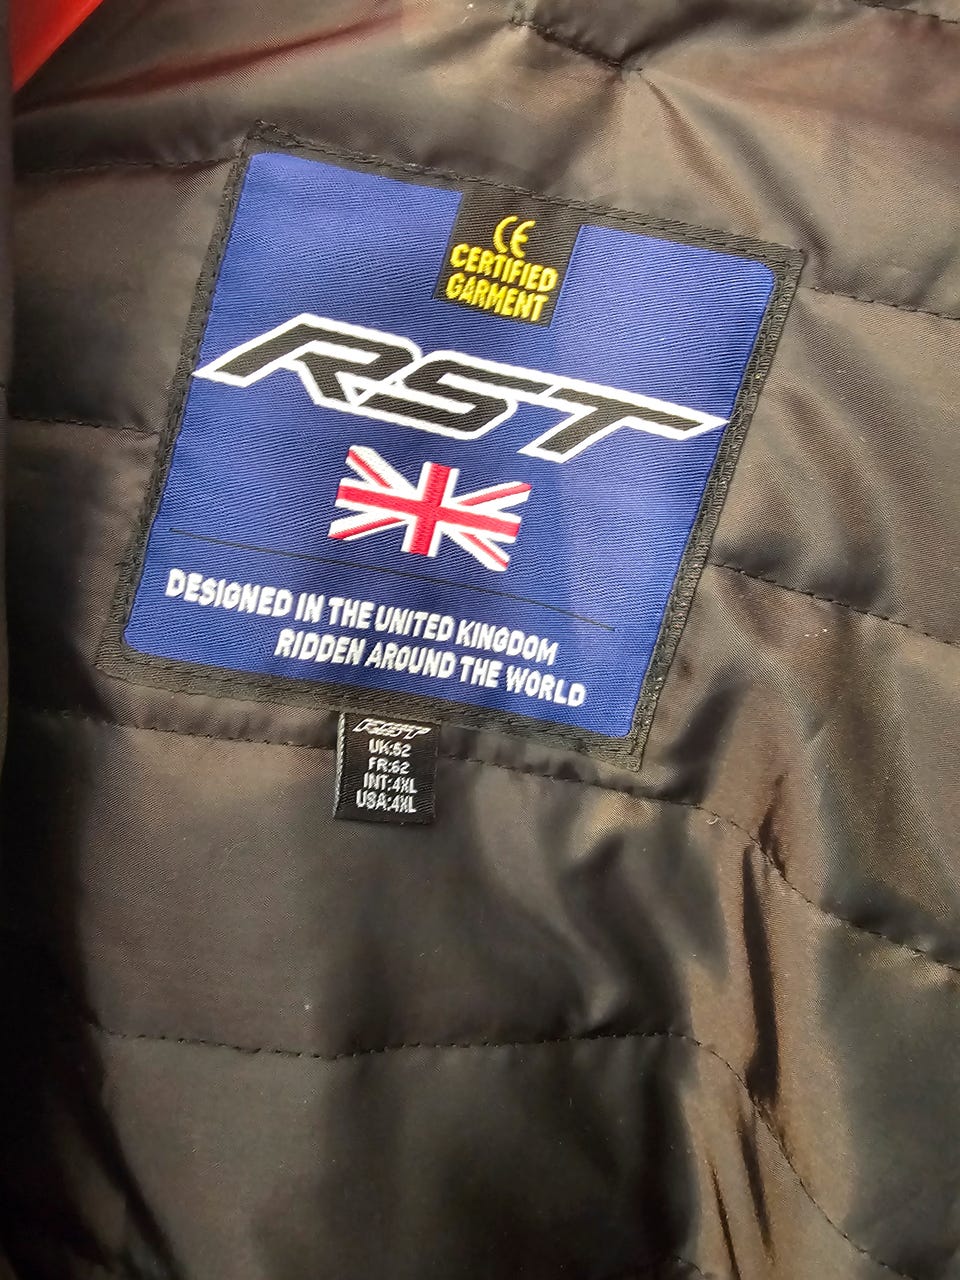 CE
CERTIFIED
GARMENT
RST
DESIGNED IN THE UNITED KINGDOM
RIDDEN AROUND THE WORLD
RST
UK:52
FR:62
INT:4XL
USA:4XL